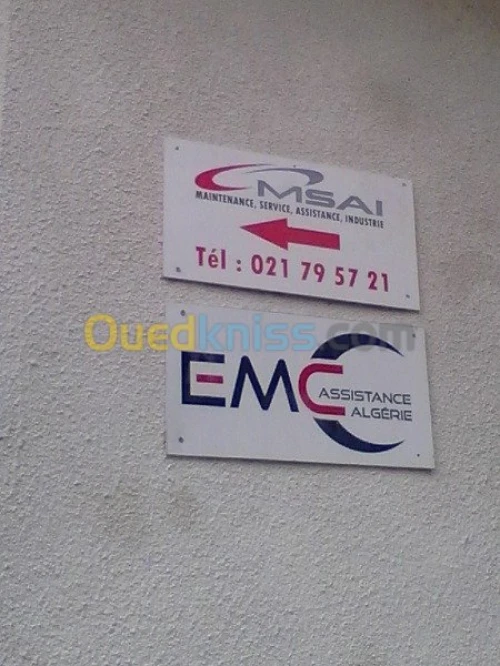 MSAI
MAINTENANCE, SERVICE, ASSISTANCE, INDUSTRIE
Tél : 021 79 57 21
Ouedkniss.com
EMC ASSISTANCE
ALGÉRIE